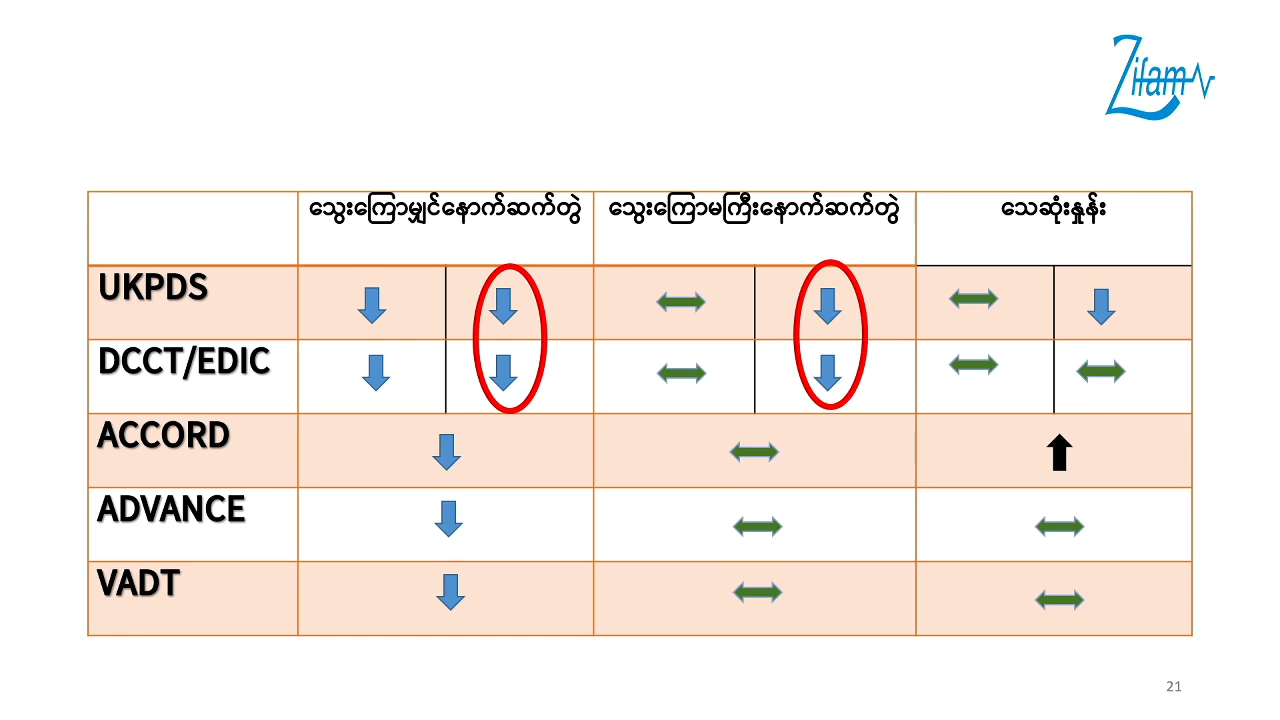 Zifam
သွေးကြောမျှင်နောက်ဆက်တွဲ သွေးကြောမကြီးနောက်ဆက်တွဲ သေဆုံးနှုန်း
UKPDS
DCCT/EDIC
ACCORD
ADVANCE
VADT
21